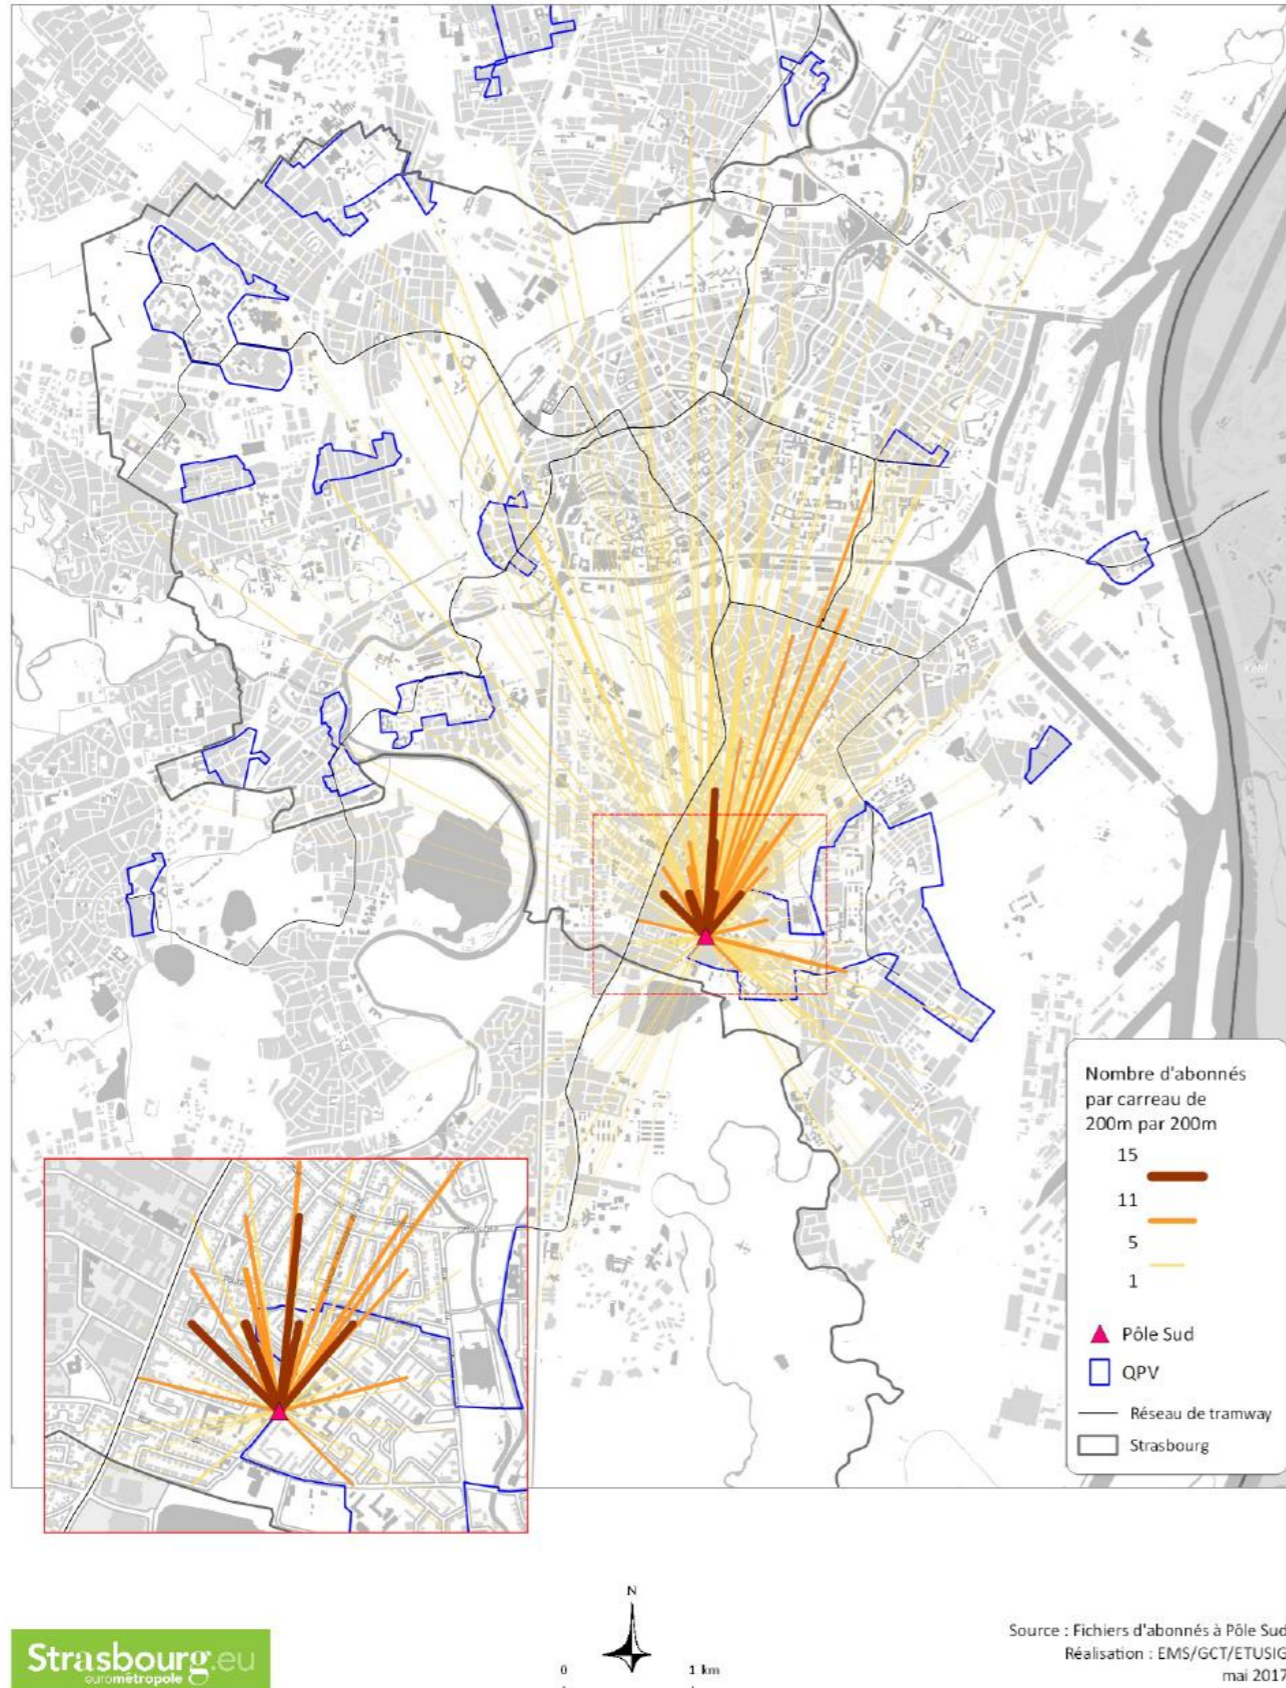 Nombre d'abonnés
par carreau de
200m par 200m
15
11
5
1
Pôle Sud
QPV
Réseau de tramway
Strasbourg
Strasbourg.eu
eurométropole
N
0 1 km
Source : Fichiers d'abonnés à Pôle Sud
Réalisation : EMS/GCT/ETUSIG
mai 2017